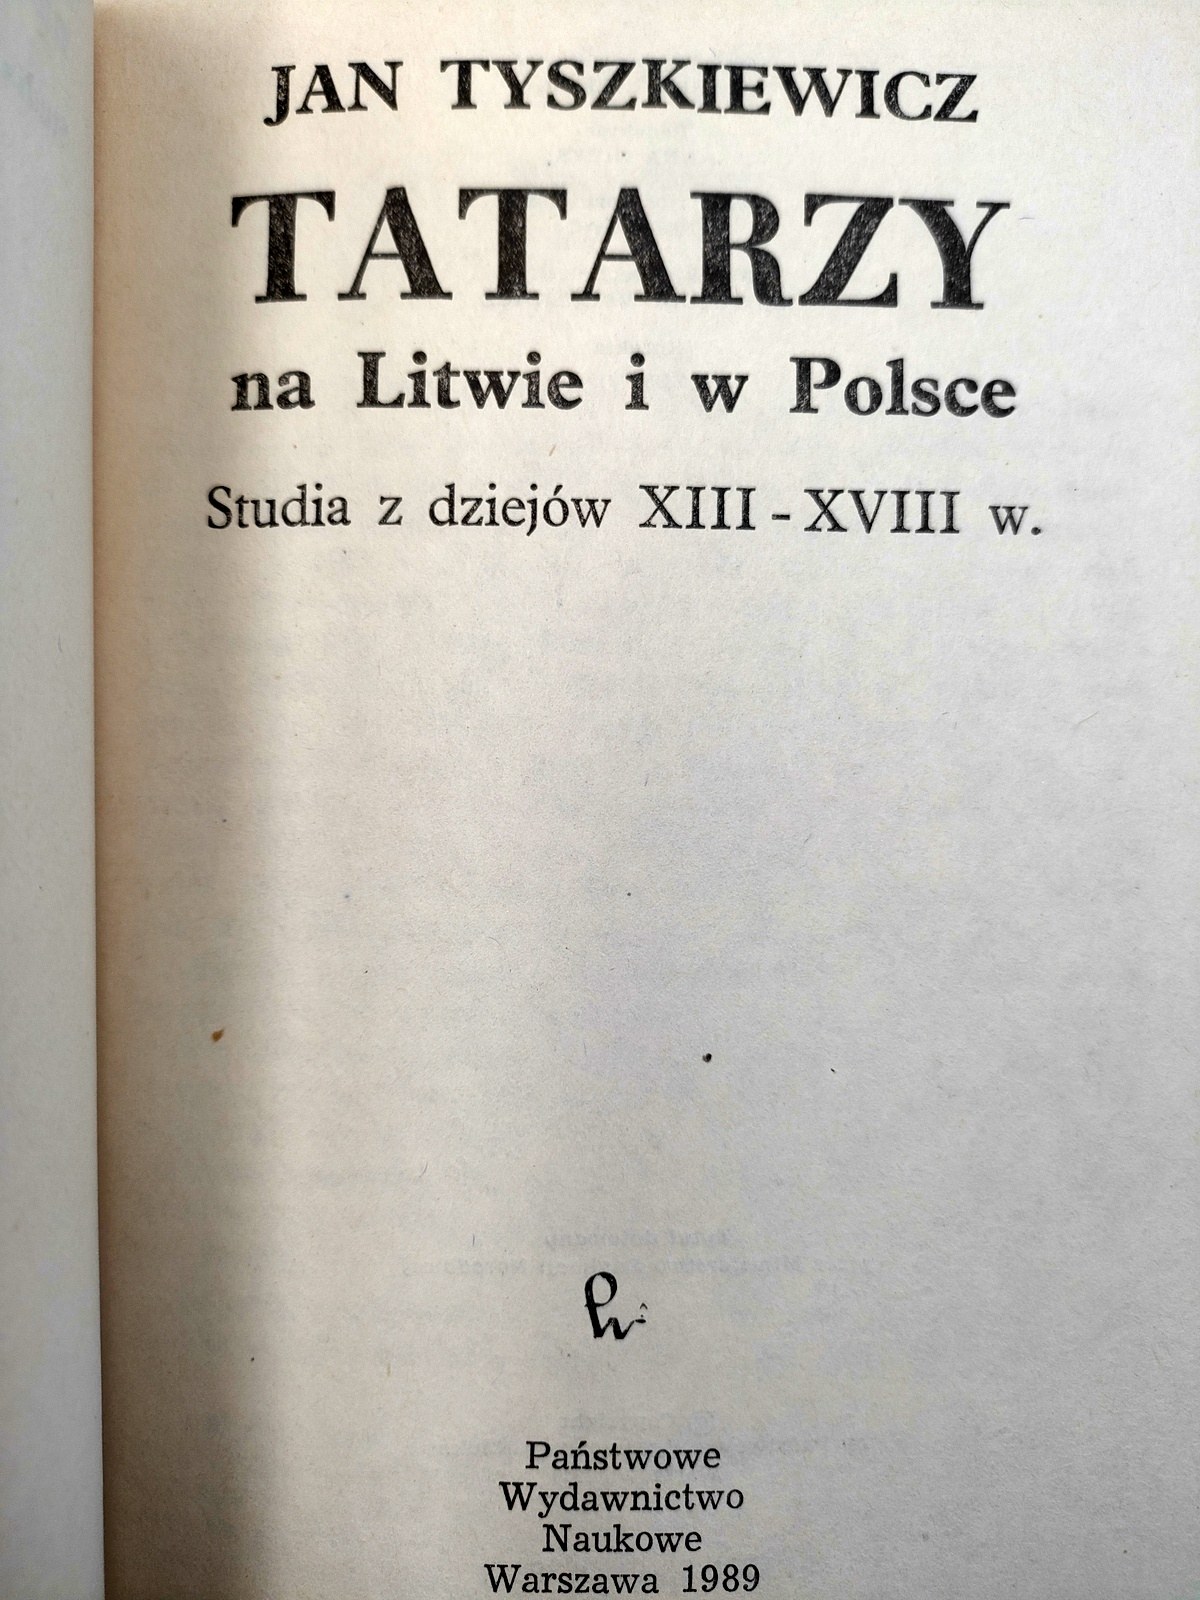 JAN TYSZKIEWICZ
TATARZY
na Litwie i w Polsce
Studia z dziejów XIII-XVIII w.
Państwowe
Wydawnictwo
Naukowe
Warszawa 1989